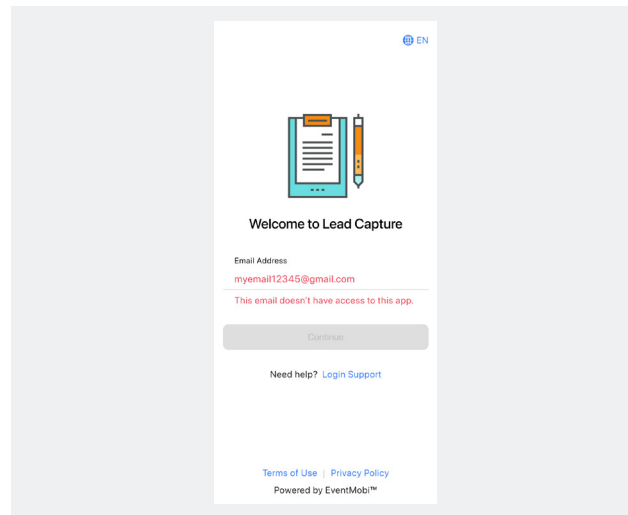 EN
Welcome to Lead Capture
Email Address
myemail12345@gmail.com
This email doesn't have access to this app.
Continue
Need help? Login Support
Terms of Use | Privacy Policy
Powered by EventMobi™